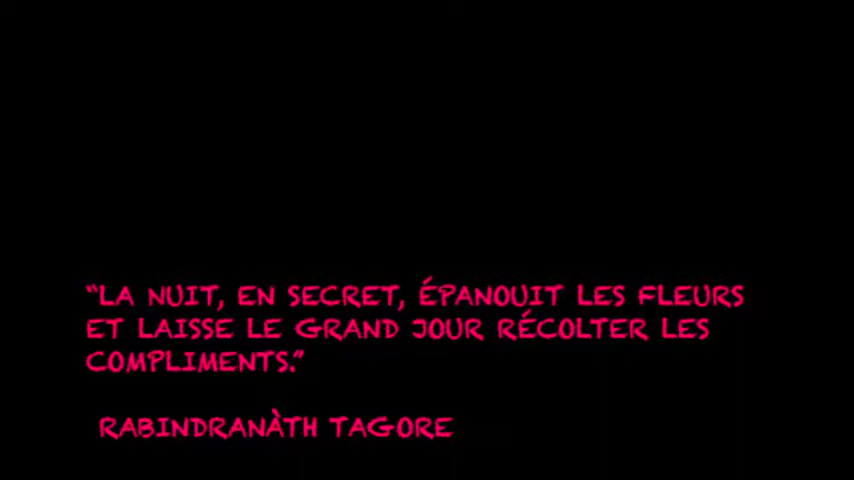 “LA NUIT, EN SECRET, ÉPANOUIT LES FLEURS
ET LAISSE LE GRAND JOUR RÉCOLTER LES
COMPLIMENTS.”
RABINDRANÀTH TAGORE